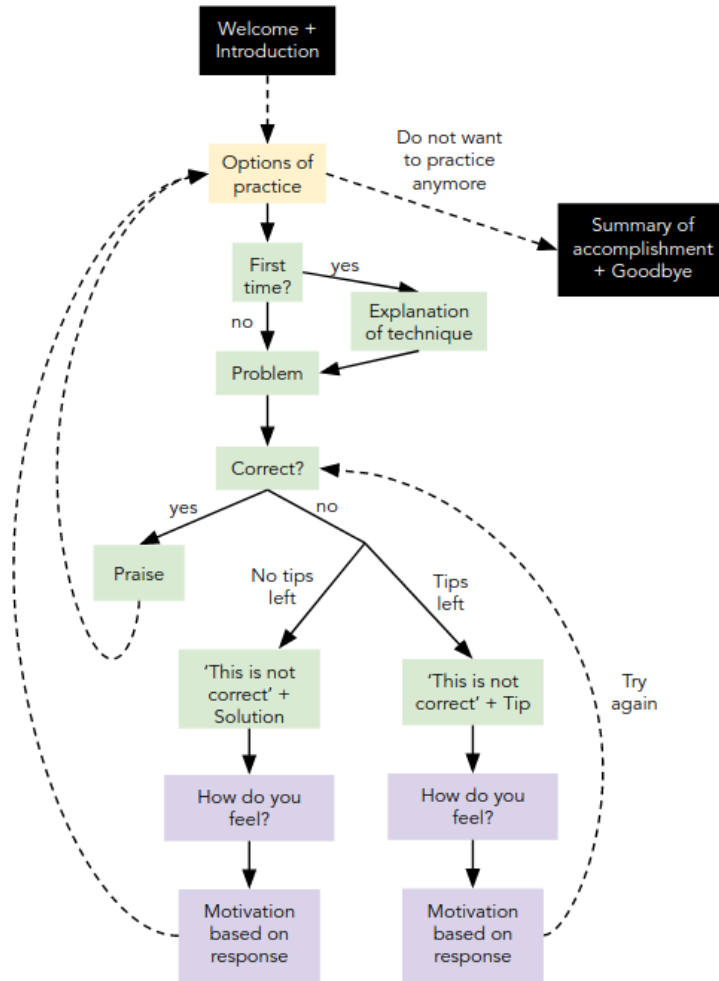 Welcome +
Introduction
Do not want
to practice
anymore
Options of
practice
Summary of
accomplishment
+ Goodbye
First
time?
yes
no
Explanation
of technique
Problem
Correct?
yes
no
Praise
No tips
left
Tips
left
‘This is not
correct’ +
Solution
‘This is not
correct’ + Tip
Try
again
How do you
feel?
How do you
feel?
Motivation
based on
response
Motivation
based on
response